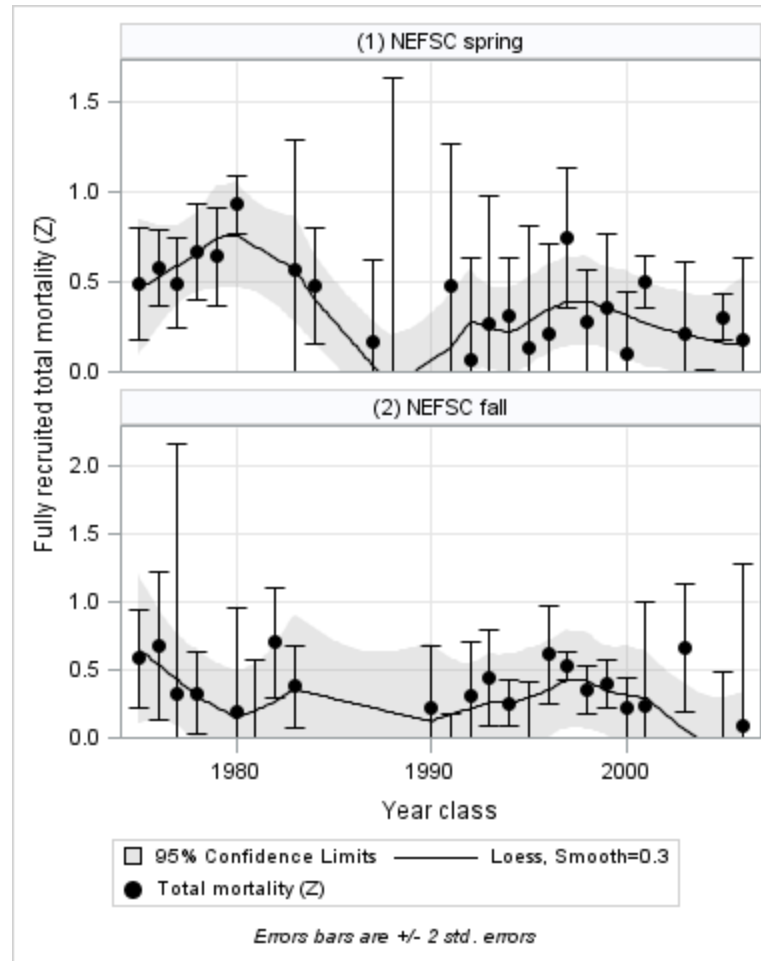 (1) NEFSC spring
1.5
1.0
0.5
0.0
(2) NEFSC fall
2.0
1.5
1.0
0.5
0.0
Fully recruited total mortality (Z)
1980 1990 2000
Year class
95% Confidence Limits Loess, Smooth=0.3
Total mortality (Z)
Errors bars are +/- 2 std. errors